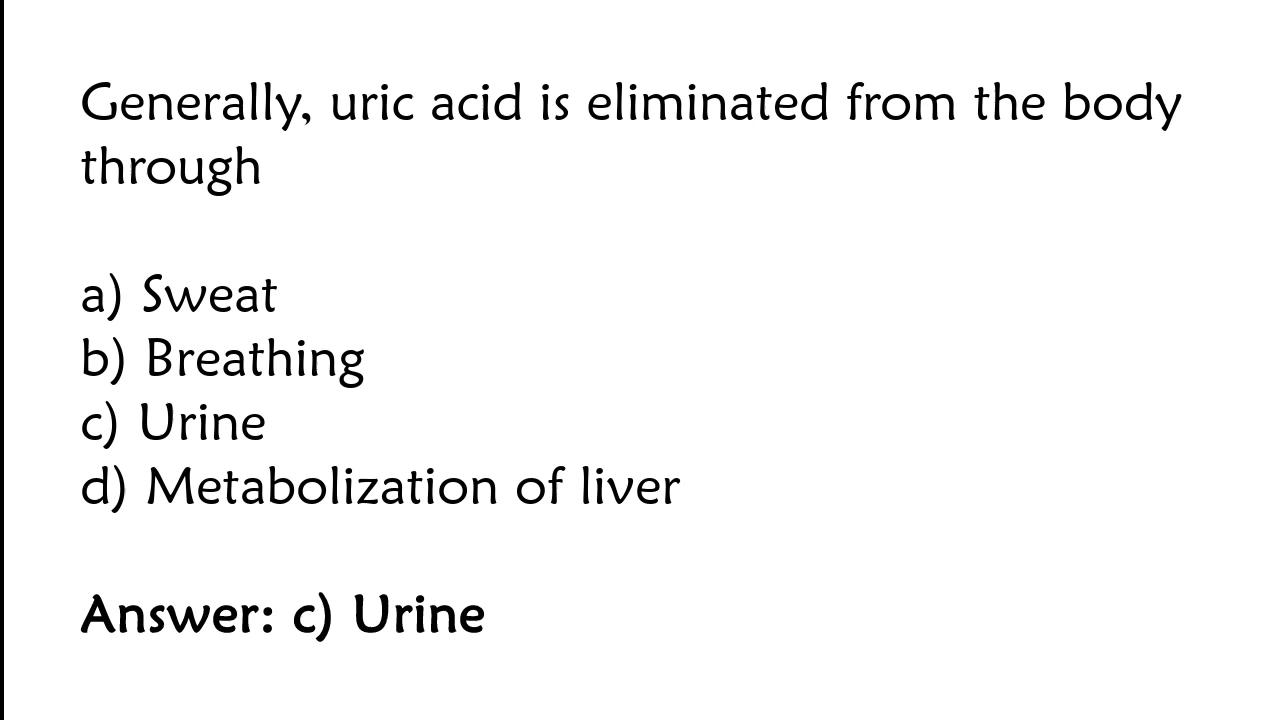 Generally, uric acid is eliminated from the body
through
a) Sweat
b) Breathing
c) Urine
d) Metabolization of liver
Answer: c) Urine